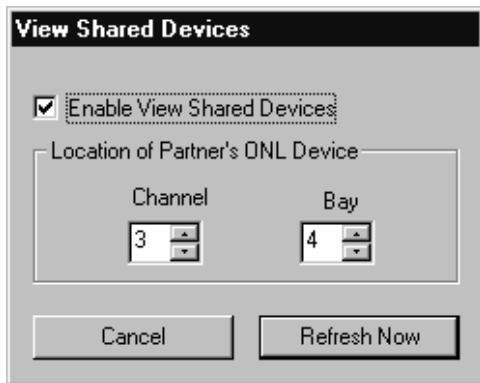 View Shared Devices
Enable View Shared Devices
Location of Partner's ONL Device
Channel Bay
3 4
Cancel Refresh Now